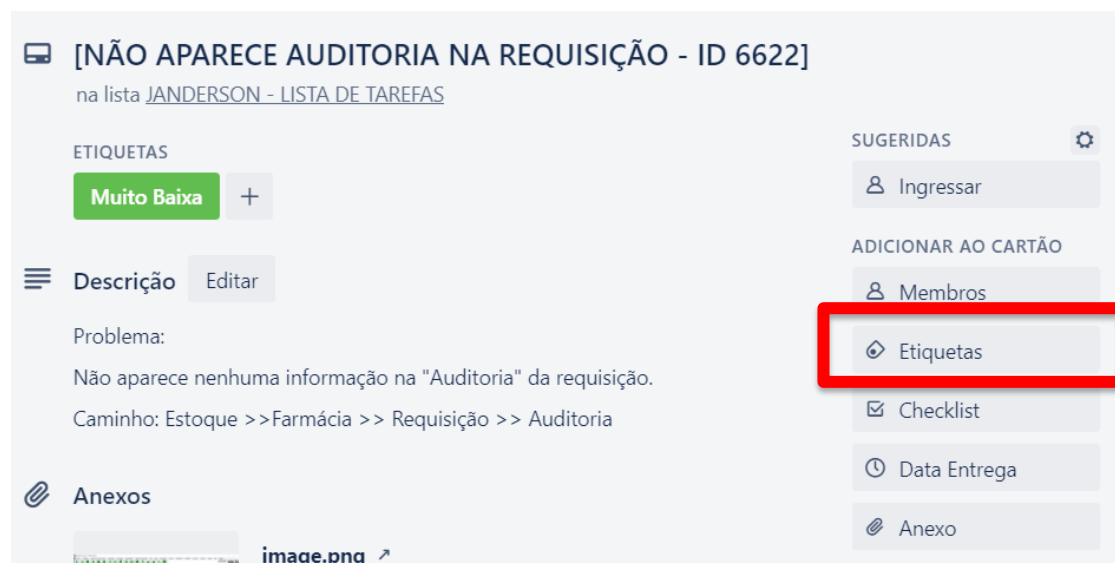 [NÃO APARECE AUDITORIA NA REQUISIÇÃO - ID 6622]
na lista JANDERSON - LISTA DE TAREFAS
ETIQUETAS
Muito Baixa +
Descrição Editar
Problema:
Não aparece nenhuma informação na "Auditoria" da requisição.
Caminho: Estoque >>Farmácia >> Requisição >> Auditoria
Anexos
image.png ↗
SUGERIDAS
Ingressar
ADICIONAR AO CARTÃO
Membros
Etiquetas
Checklist
Data Entrega
Anexo